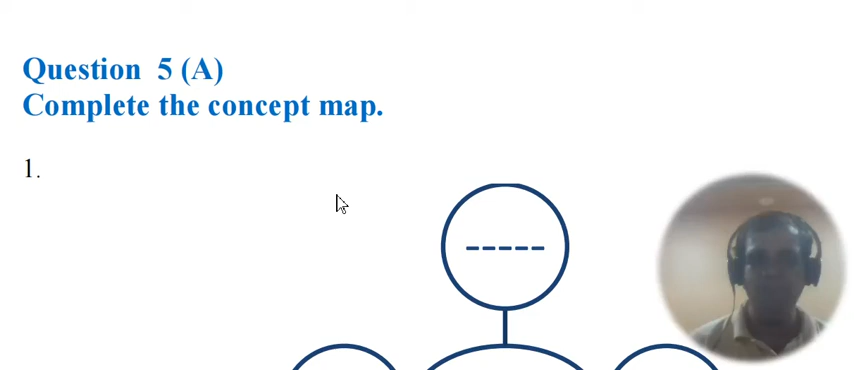 Question 5 (A)
Complete the concept map.
1.
-----